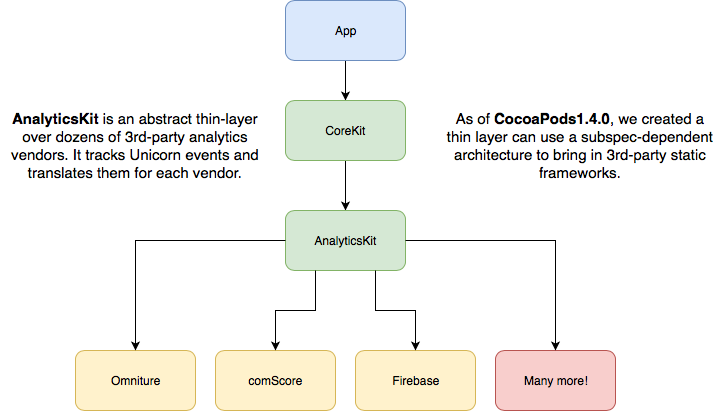 App
AnalyticsKit is an abstract thin-layer
over dozens of 3rd-party analytics
vendors. It tracks Unicorn events and
translates them for each vendor.
CoreKit
As of CocoaPods1.4.0, we created a
thin layer can use a subspec-dependent
architecture to bring in 3rd-party static
frameworks.
AnalyticsKit
Omniture
comScore
Firebase
Many more!